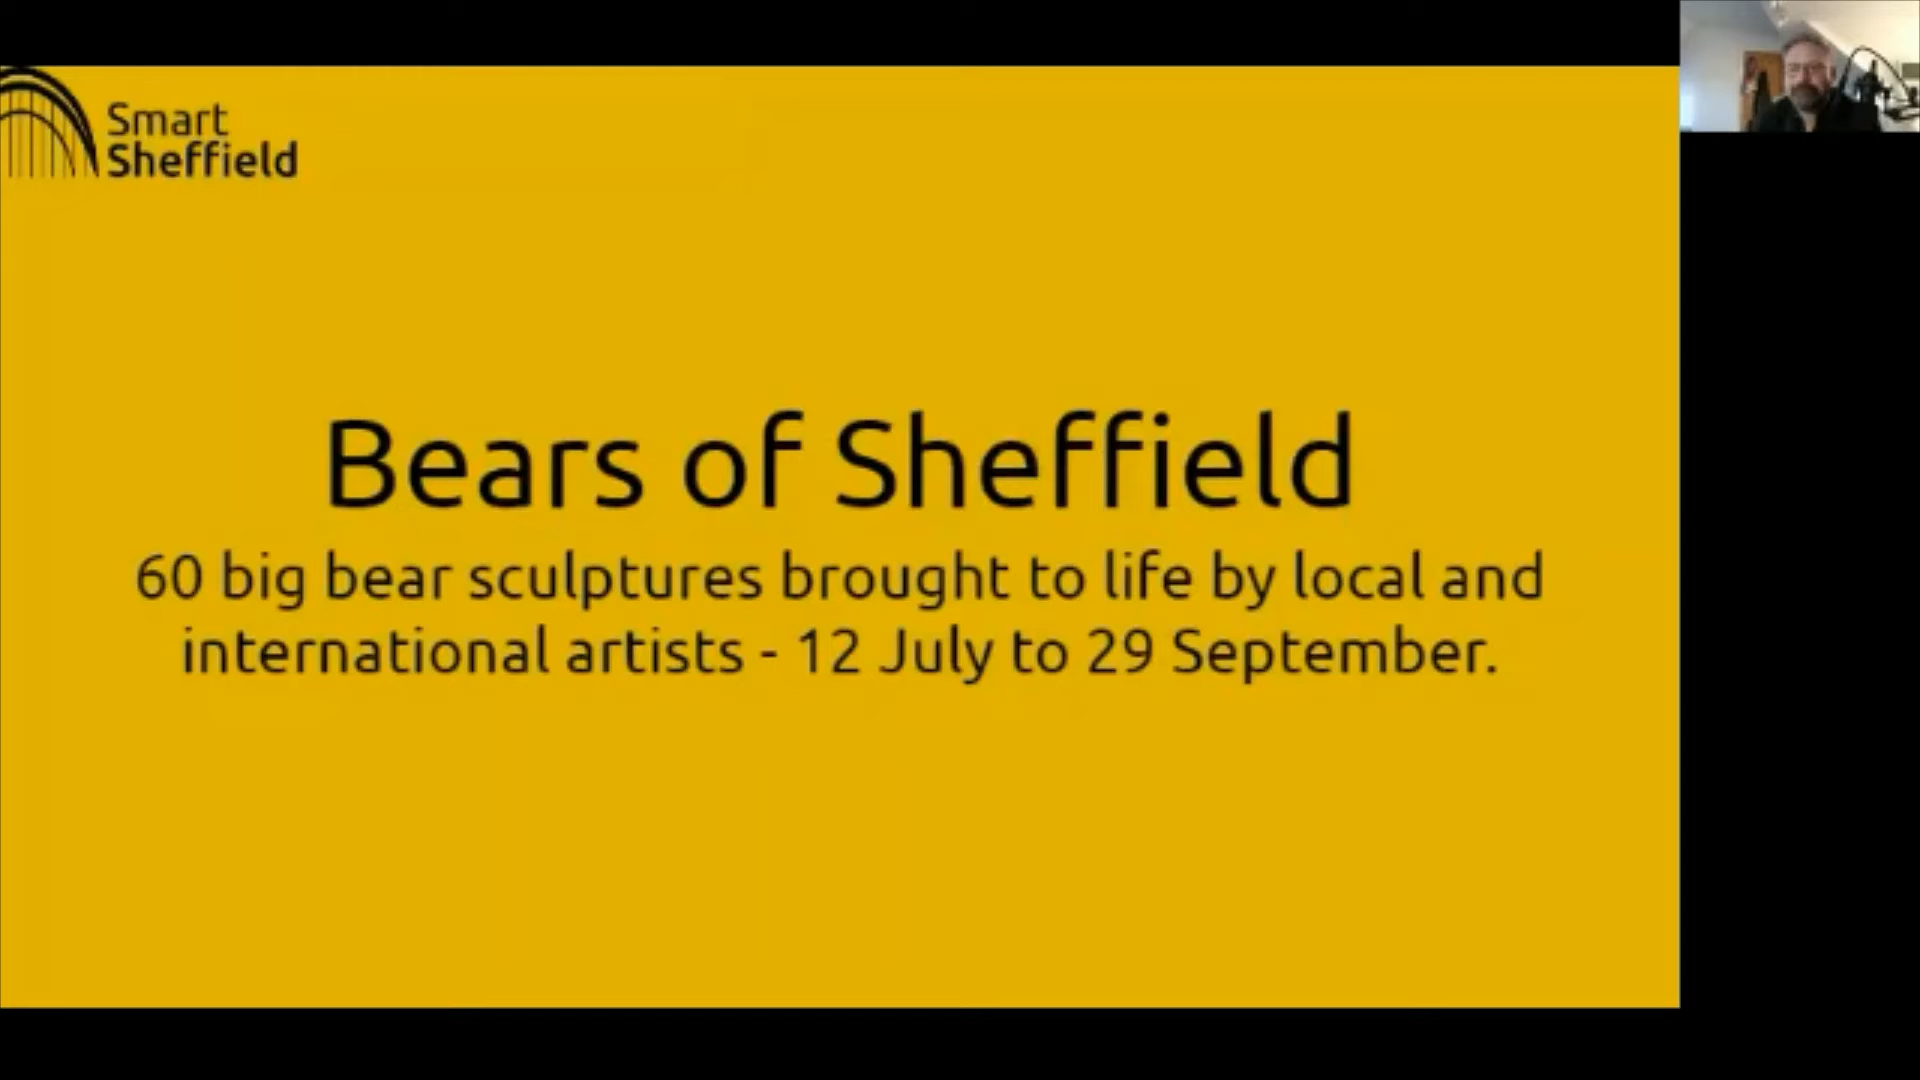 Smart
Sheffield
Bears of Sheffield
60 big bear sculptures brought to life by local and
international artists - 12 July to 29 September.